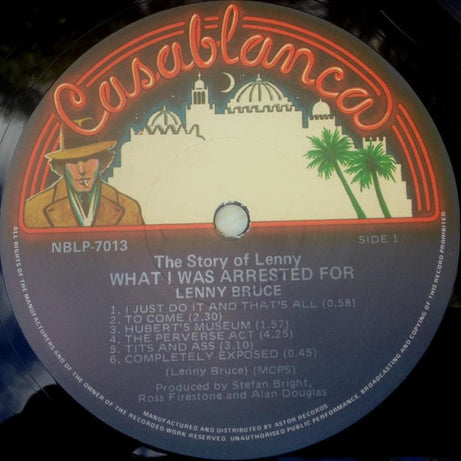 Casablanca
NBLP-7013
SIDE 1
The Story of Lenny
WHAT I WAS ARRESTED FOR
LENNY BRUCE
1. I JUST DO IT AND THAT'S ALL (0.58)
2. TO COME (2.30)
3. HUBERT'S MUSEUM (1.57)
4. THE PERVERSE ACT (4.25)
5. TITS AND ASS (3.10)
6. COMPLETELY EXPOSED (0.45)
(Lenny Bruce) (MCPS)
Produced by Stefan Bright,
Ross Firestone and Alan Douglas
MANUFACTURED AND DISTRIBUTED BY ASTOR RECORDS
ALL RIGHTS OF THE MANUFACTURER, AND OF THE OWNER OF THE RECORDED WORK RESERVED. UNAUTHORISED PUBLIC PERFORMANCE, BROADCASTING AND COPYING OF THIS RECORD PROHIBITED.